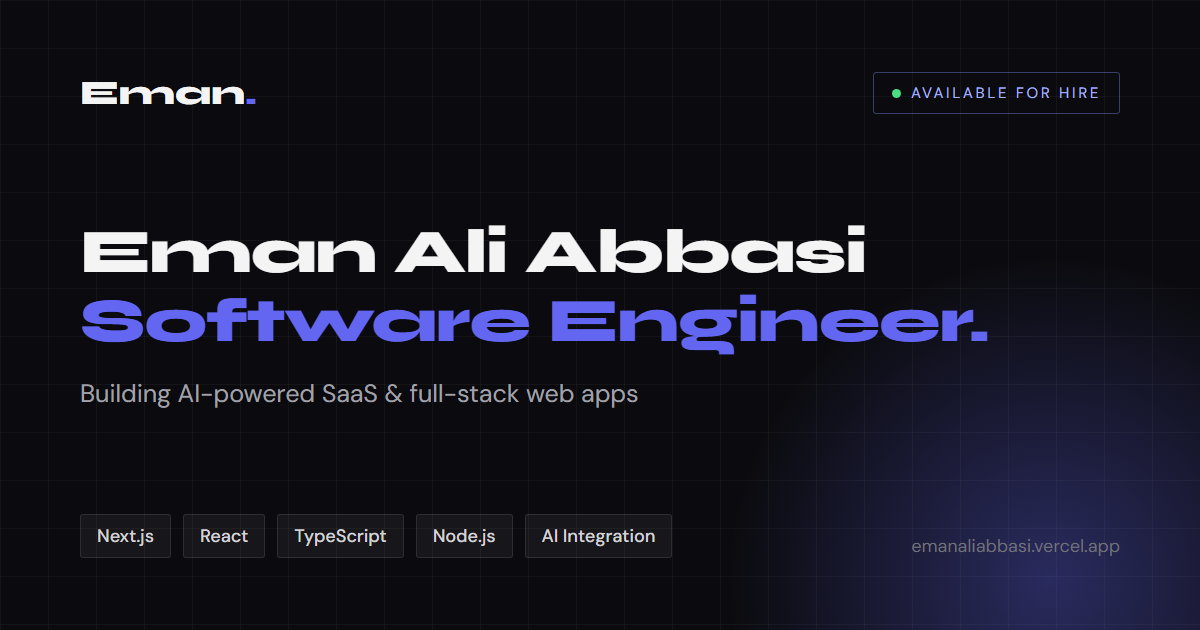 Eman.
AVAILABLE FOR HIRE
Eman Ali Abbasi
Software Engineer.
Building AI-powered SaaS & full-stack web apps
Next.js
React
TypeScript
Node.js
AI Integration
emanaliabbasi.vercel.app